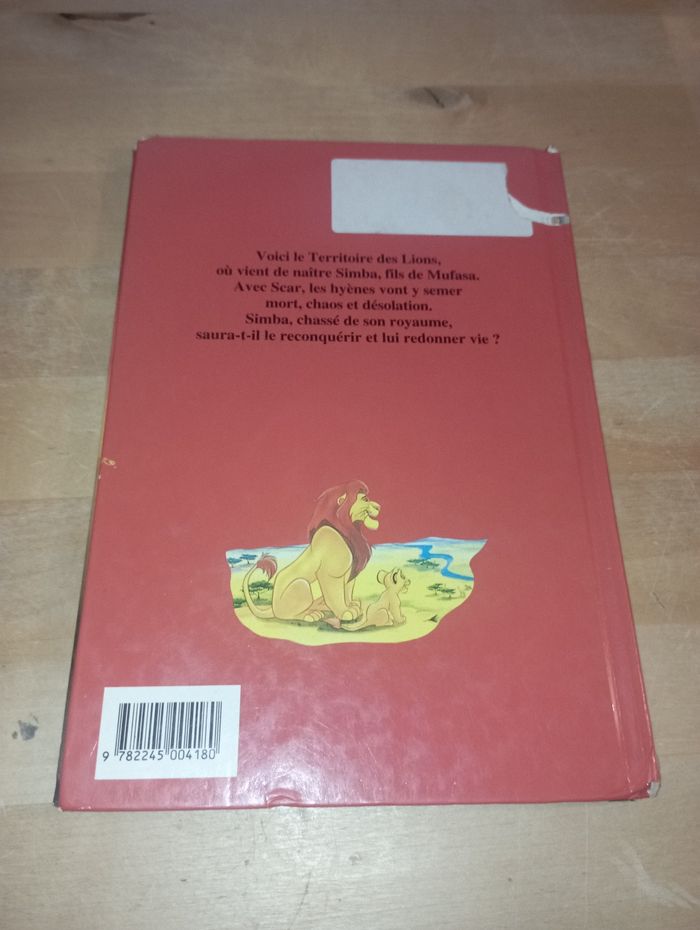 Voici le Territoire des Lions,
où vient de naître Simba, fils de Mufasa.
Avec Scar, les hyènes vont y semer
mort, chaos et désolation.
Simba, chassé de son royaume,
saura-t-il le reconquérir et lui redonner vie ?
9 782245 004180